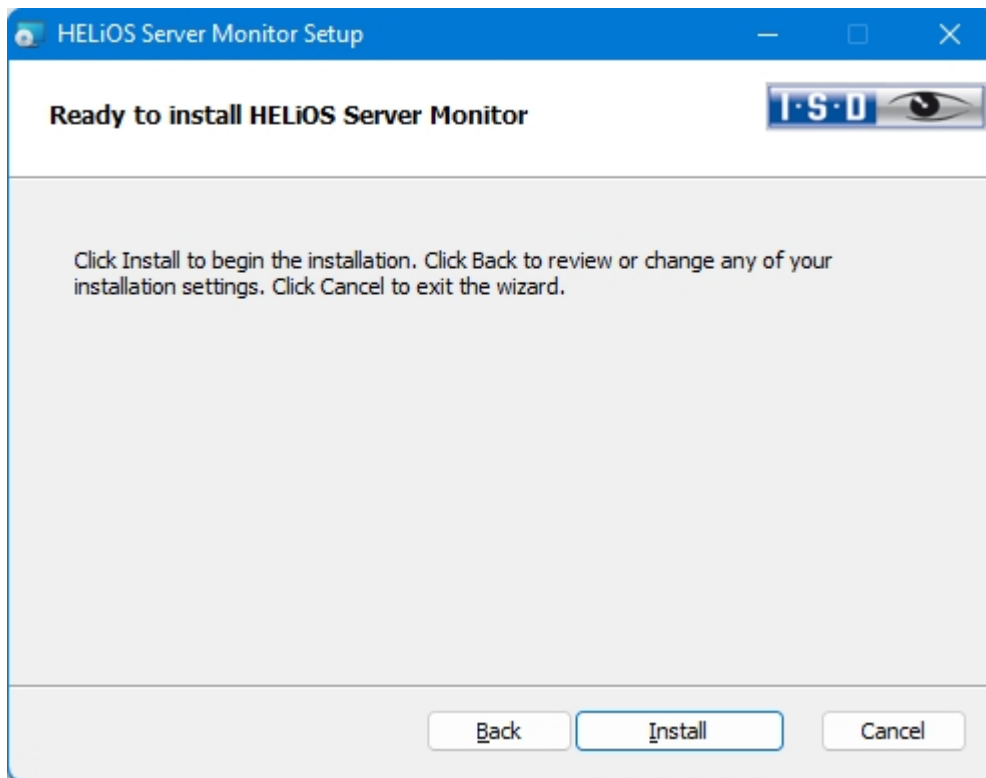 HELiOS Server Monitor Setup
Ready to install HELiOS Server Monitor
I·S·D
Click Install to begin the installation. Click Back to review or change any of your
installation settings. Click Cancel to exit the wizard.
Back
Install
Cancel